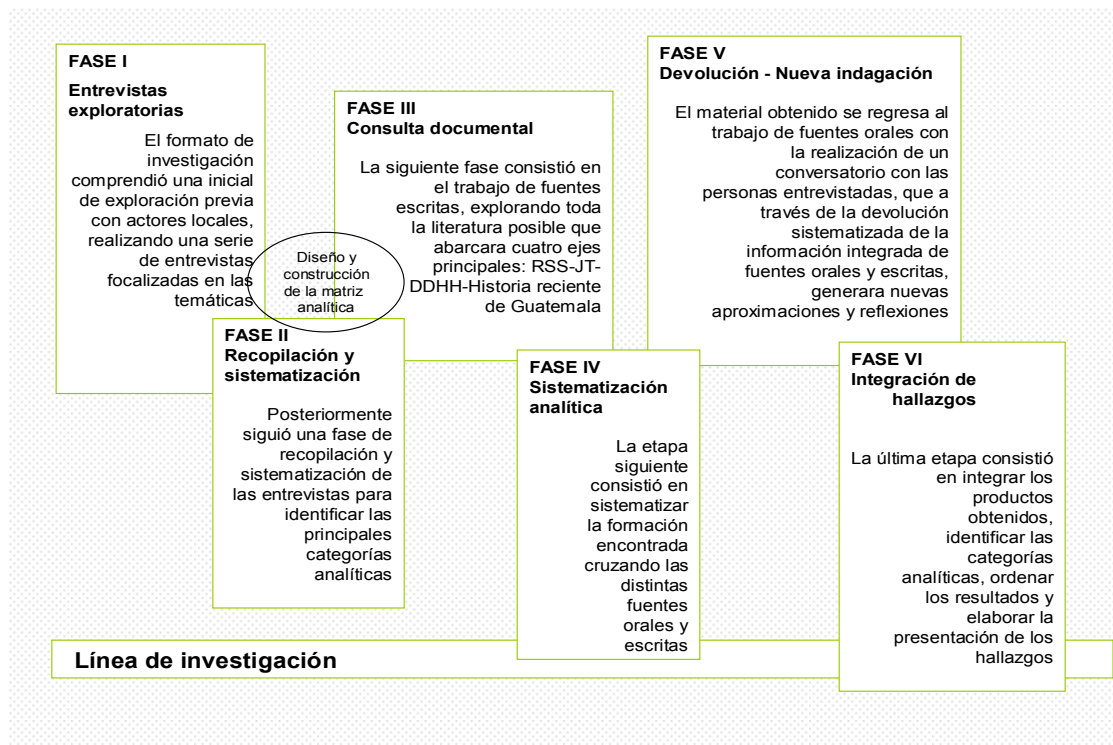 FASE I
Entrevistas
exploratorias
El formato de
investigación
comprendió una inicial
de exploración previa
con actores locales,
realizando una serie
de entrevistas
focalizadas en las
temáticas
Diseño y
construcción
de la matriz
analítica
FASE II
Recopilación y
sistematización
Posteriormente
siguió una fase de
recopilación y
sistematización de
las entrevistas para
identificar las
principales
categorías
analíticas
FASE III
Consulta documental
La siguiente fase consistió en
el trabajo de fuentes
escritas, explorando toda
la literatura posible que
abarcara cuatro ejes
principales: RSS-JT-
DDHH-Historia reciente
de Guatemala
FASE IV
Sistematización
analítica
La etapa
siguiente
consistió en
sistematizar
la formación
encontrada
cruzando las
distintas
fuentes
orales y
escritas
FASE V
Devolución - Nueva indagación
El material obtenido se regresa al
trabajo de fuentes orales con
la realización de un
conversatorio con las
personas entrevistadas, que a
través de la devolución
sistematizada de la
información integrada de
fuentes orales y escritas,
generara nuevas
aproximaciones y reflexiones
FASE VI
Integración de
hallazgos
La última etapa consistió
en integrar los
productos
obtenidos,
identificar las
categorías
analíticas, ordenar
los resultados y
elaborar la
presentación de los
hallazgos
Línea de investigación